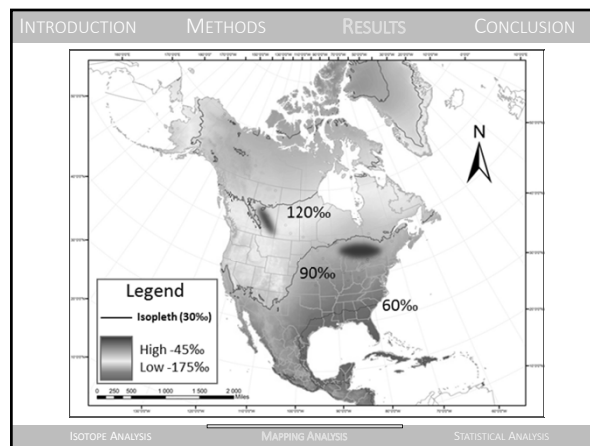 INTRODUCTION METHODS RESULTS CONCLUSION
N
120‰
90‰
60‰
Legend
Isopleth (30‰)
High -45‰
Low -175‰
0 250 500 1 000 1 500 2 000
Miles
ISOTOPE ANALYSIS MAPPING ANALYSIS STATISTICAL ANALYSIS